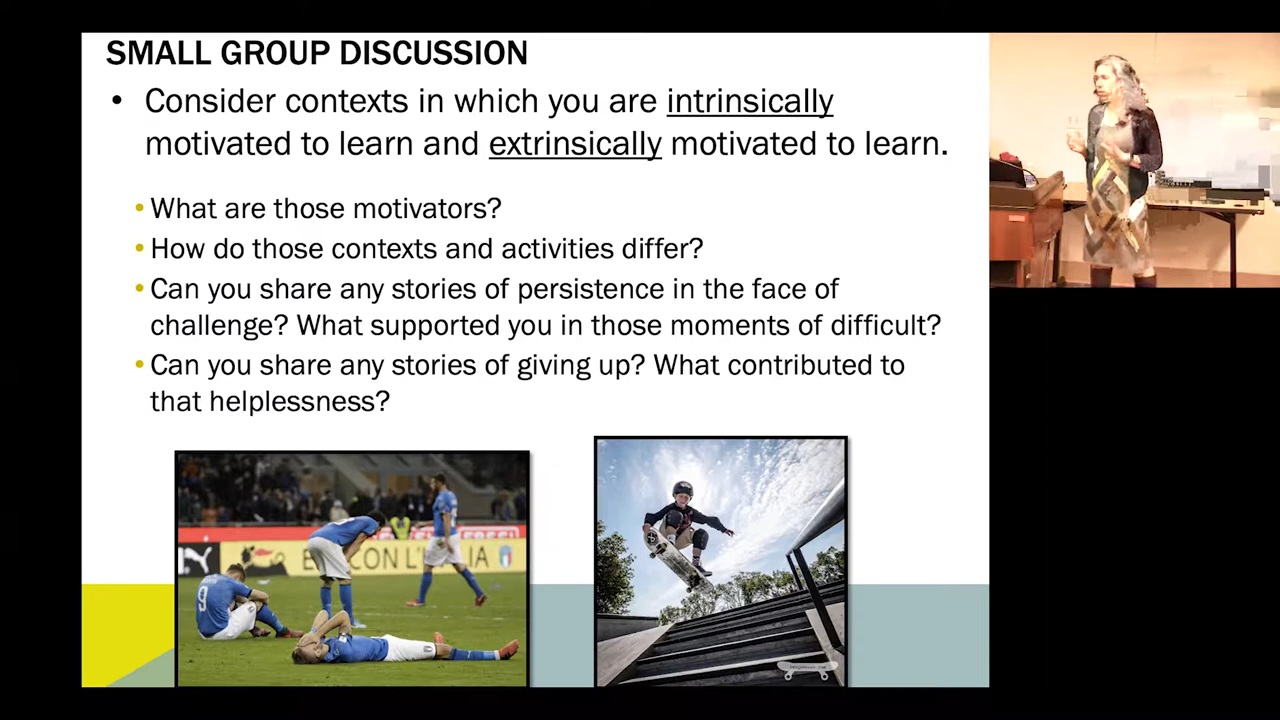 SMALL GROUP DISCUSSION
• Consider contexts in which you are intrinsically
motivated to learn and extrinsically motivated to learn.
• What are those motivators?
• How do those contexts and activities differ?
• Can you share any stories of persistence in the face of
challenge? What supported you in those moments of difficult?
• Can you share any stories of giving up? What contributed to
that helplessness?
CON L'ITALIA
9